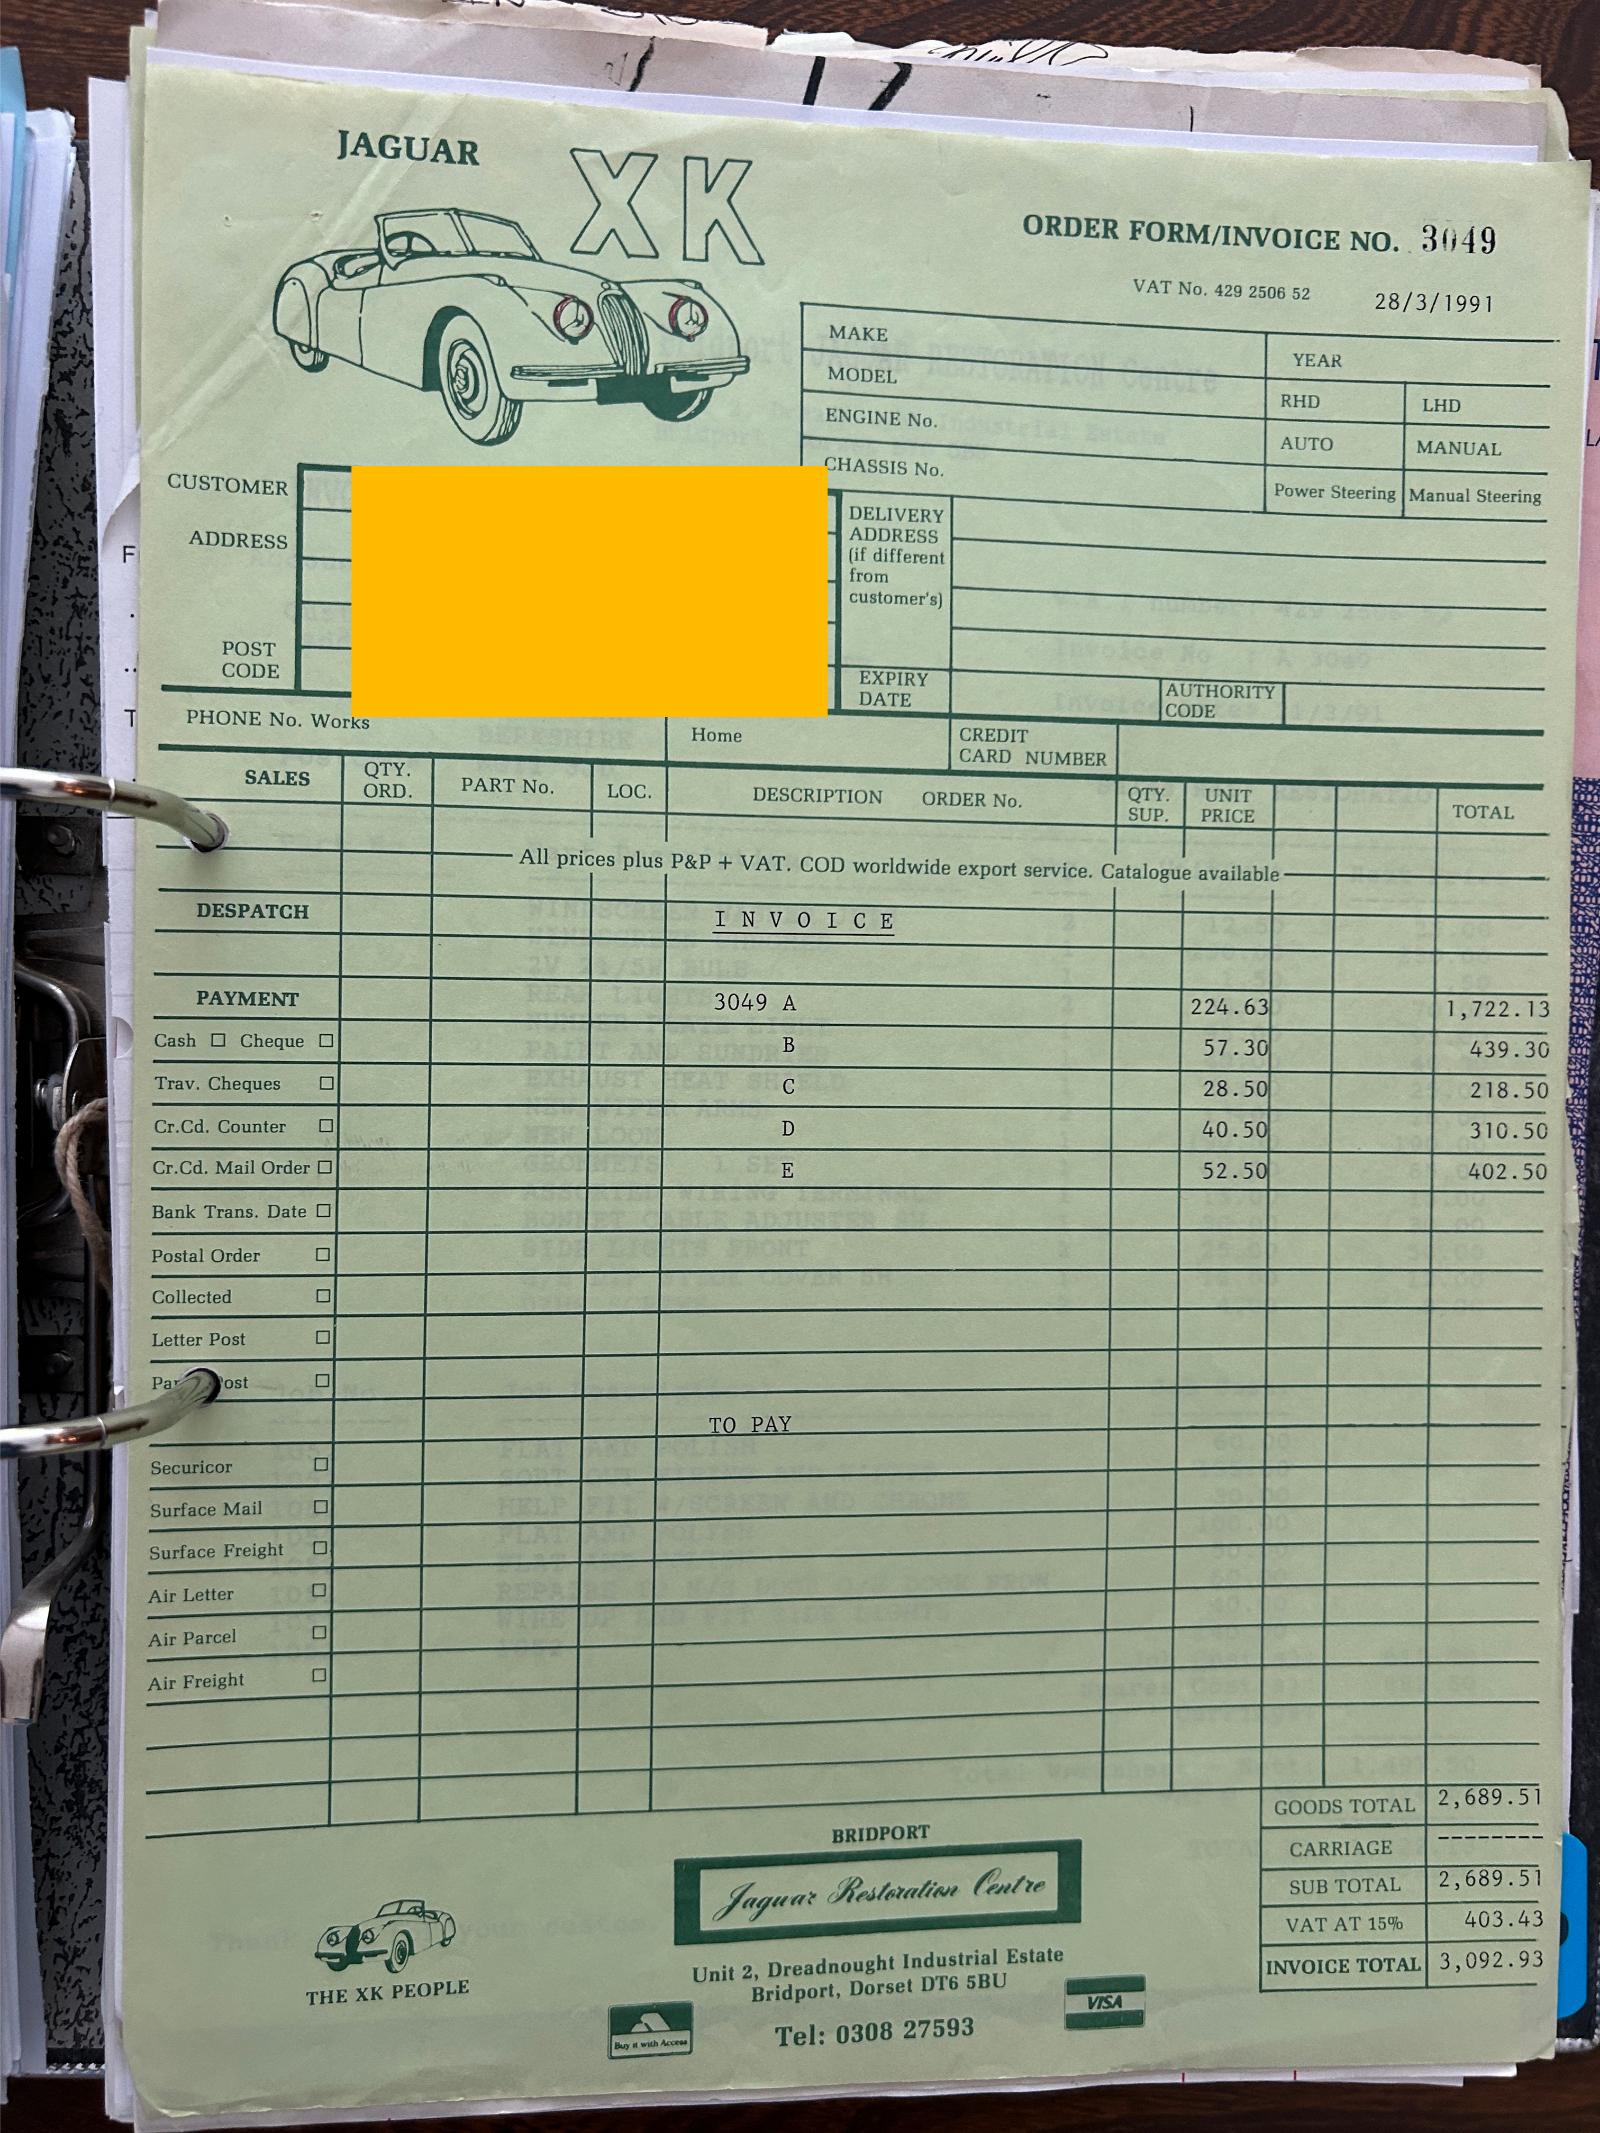 JAGUAR XK
ORDER FORM/INVOICE NO. 3049
VAT No. 429 2506 52 28/3/1991
MAKE
YEAR
MODEL
RHD LHD
ENGINE No.
AUTO MANUAL
CHASSIS No.
Power Steering Manual Steering
CUSTOMER
ADDRESS
POST
CODE
DELIVERY
ADDRESS
(if different
from
customer's)
EXPIRY
DATE
AUTHORITY
CODE
PHONE No. Works
Home
CREDIT
CARD NUMBER
SALES QTY. ORD. PART No. LOC. DESCRIPTION ORDER No. QTY. SUP. UNIT PRICE TOTAL
All prices plus P&P + VAT. COD worldwide export service. Catalogue available
DESPATCH INVOICE
PAYMENT 3049 A 224.63 1,722.13
Cash Cheque B 57.30 439.30
Trav. Cheques C 28.50 218.50
Cr.Cd. Counter D 40.50 310.50
Cr.Cd. Mail Order E 52.50 402.50
Bank Trans. Date
Postal Order
Collected
Letter Post
Post
TO PAY
Securicor
Surface Mail
Surface Freight
Air Letter
Air Parcel
Air Freight
GOODS TOTAL 2,689.51
CARRIAGE --------
SUB TOTAL 2,689.51
VAT AT 15% 403.43
INVOICE TOTAL 3,092.93
BRIDPORT
Jaguar Restoration Centre
Unit 2, Dreadnought Industrial Estate
Bridport, Dorset DT6 5BU
Tel: 0308 27593
THE XK PEOPLE
Buy it with Access
VISA